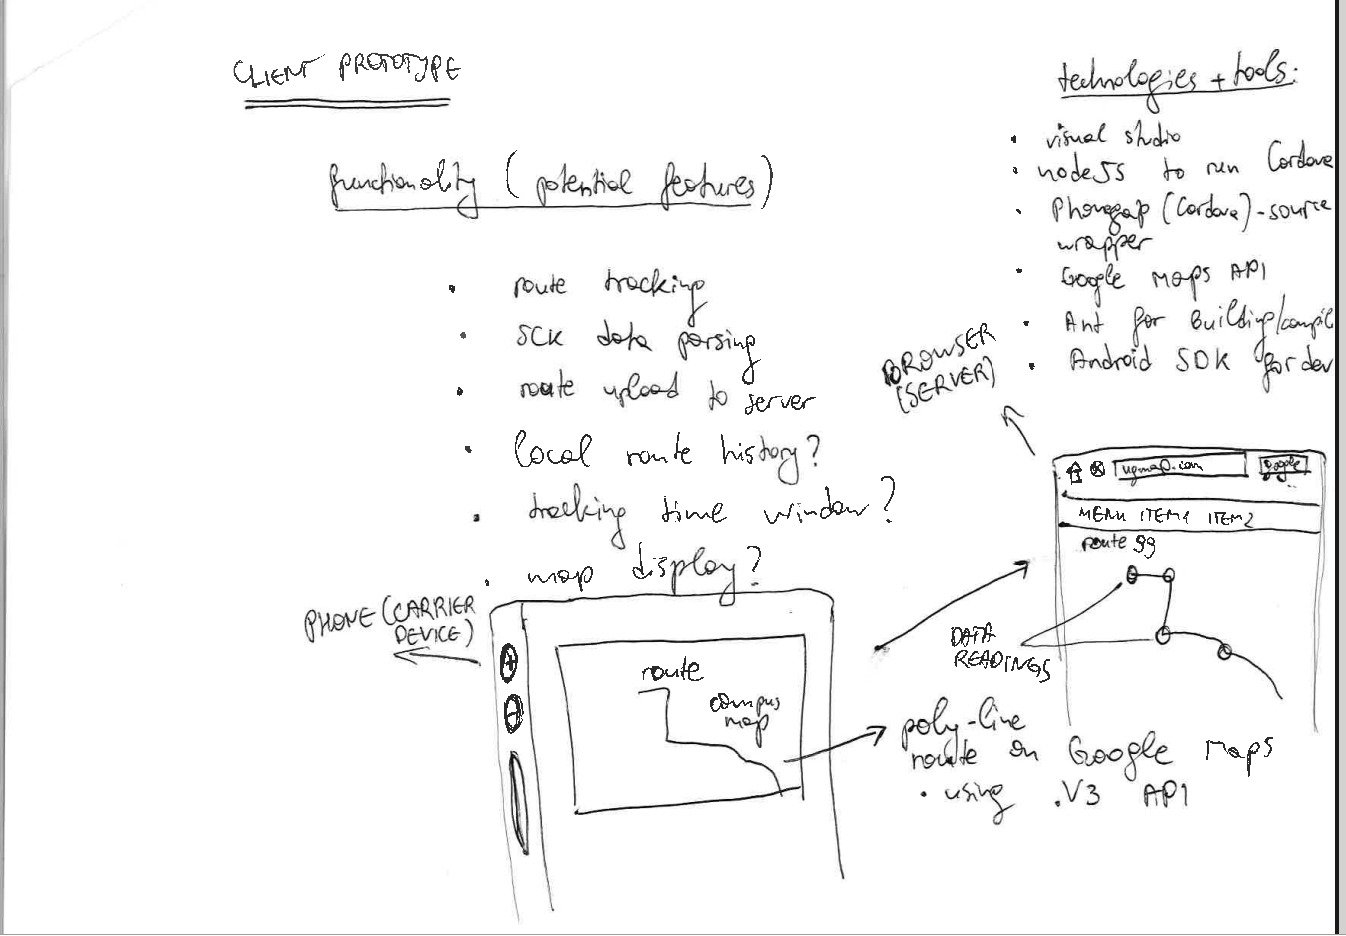 CLIENT PROTOTYPE
functionality (potential features)
• route tracking
• SCK data parsing
• route upload to server
• local route history?
• tracking time window?
• map display?
technologies + tools:
• visual studio
• nodeJS to run Cordova
• Phonegap (Cordova) - source
wrapper
• Google Maps API
• Ant for Building/compil
• Android SDK for dev
BROWSER
(SERVER)
google
MENU ITEM1 ITEM2
route 99
DATA
READINGS
PHONE (CARRIER
DEVICE)
route
campus
map
poly-line
route on Google Maps
• using .V3 API